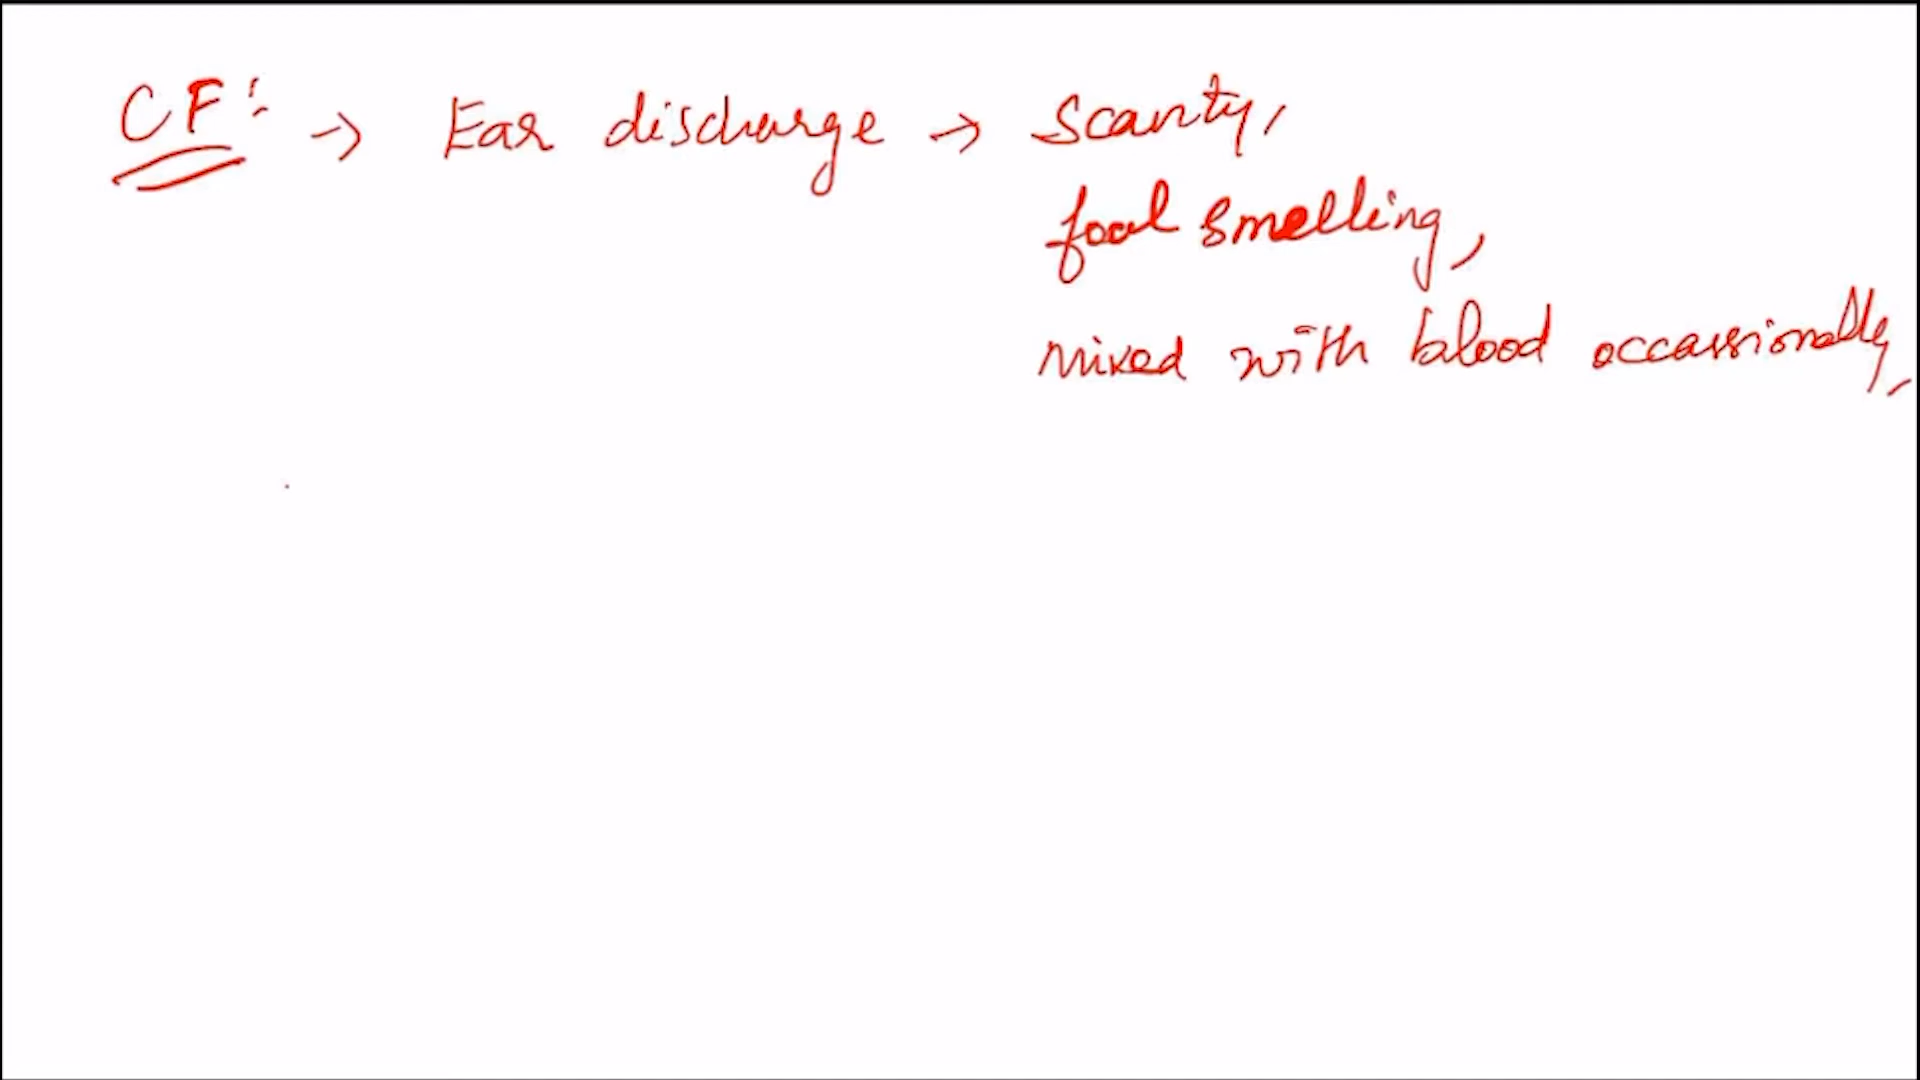 CF:- → Ear discharge → Scanty,
foul smelling,
mixed with blood occassionally,